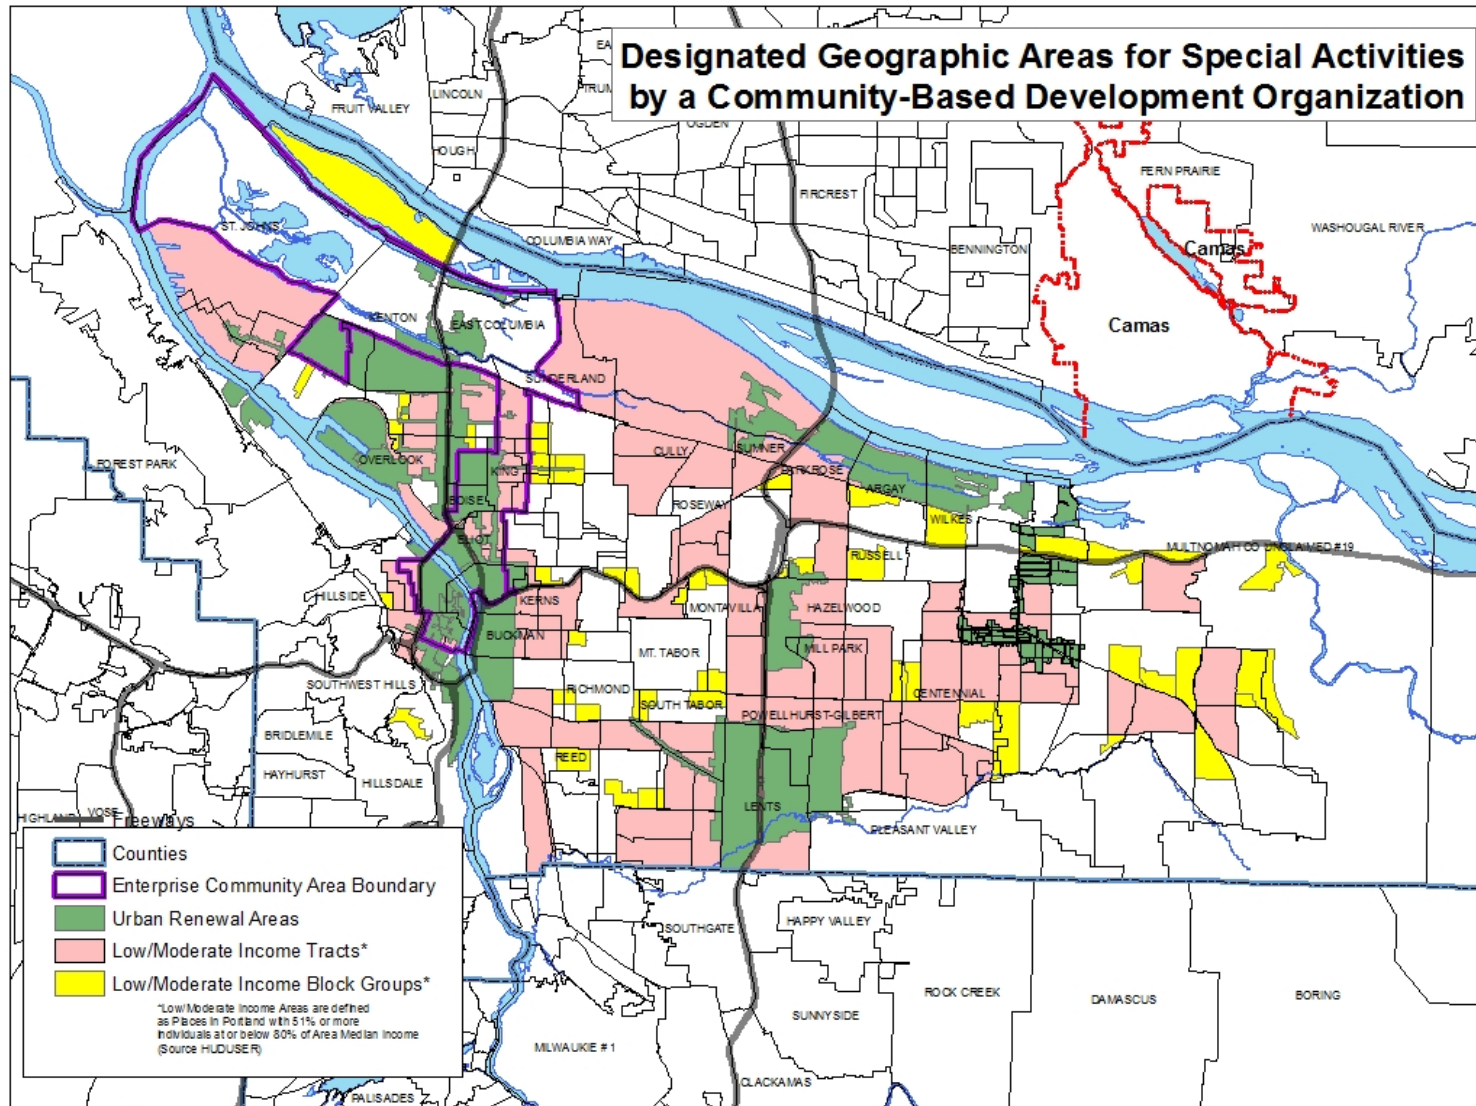 Designated Geographic Areas for Special Activities
by a Community-Based Development Organization
EA
LINCOLN
TRUM
FRUIT VALLEY
OGDEN
HOUGH
FERN PRAIRIE
FIRCREST
ST. JOHNS
WASHOUGAL RIVER
COLUMBIA WAY
BENNINGTON
Camas
KENTON
EAST COLUMBIA
Camas
SUNDERLAND
CULLY
SUMNER
FOREST PARK
OVERLOOK
KING
PARKROSE
ARGAY
BOISE
ROSEWAY
WILKES
ELIOT
RUSSELL
MULTNOMAH CO UNCLAIMED #19
HILLSIDE
KERNS
MONTAVILLA
HAZELWOOD
BUCKMAN
MT. TABOR
MILL PARK
SOUTHWEST HILLS
RICHMOND
CENTENNIAL
SOUTH TABOR
POWELLHURST-GILBERT
BRIDLEMILE
REED
HAYHURST
HILLSDALE
LENTS
HIGHLAND
VOSE
Freeways
PLEASANT VALLEY
Counties
Enterprise Community Area Boundary
Urban Renewal Areas
Low/Moderate Income Tracts*
Low/Moderate Income Block Groups*
*Low/Moderate Income Areas are defined
as Places in Portland with 51% or more
individuals at or below 80% of Area Median Income
(Source HUDUSER)
SOUTHGATE
HAPPY VALLEY
ROCK CREEK
DAMASCUS
BORING
SUNNYSIDE
MILWAUKIE # 1
CLACKAMAS
PALISADES